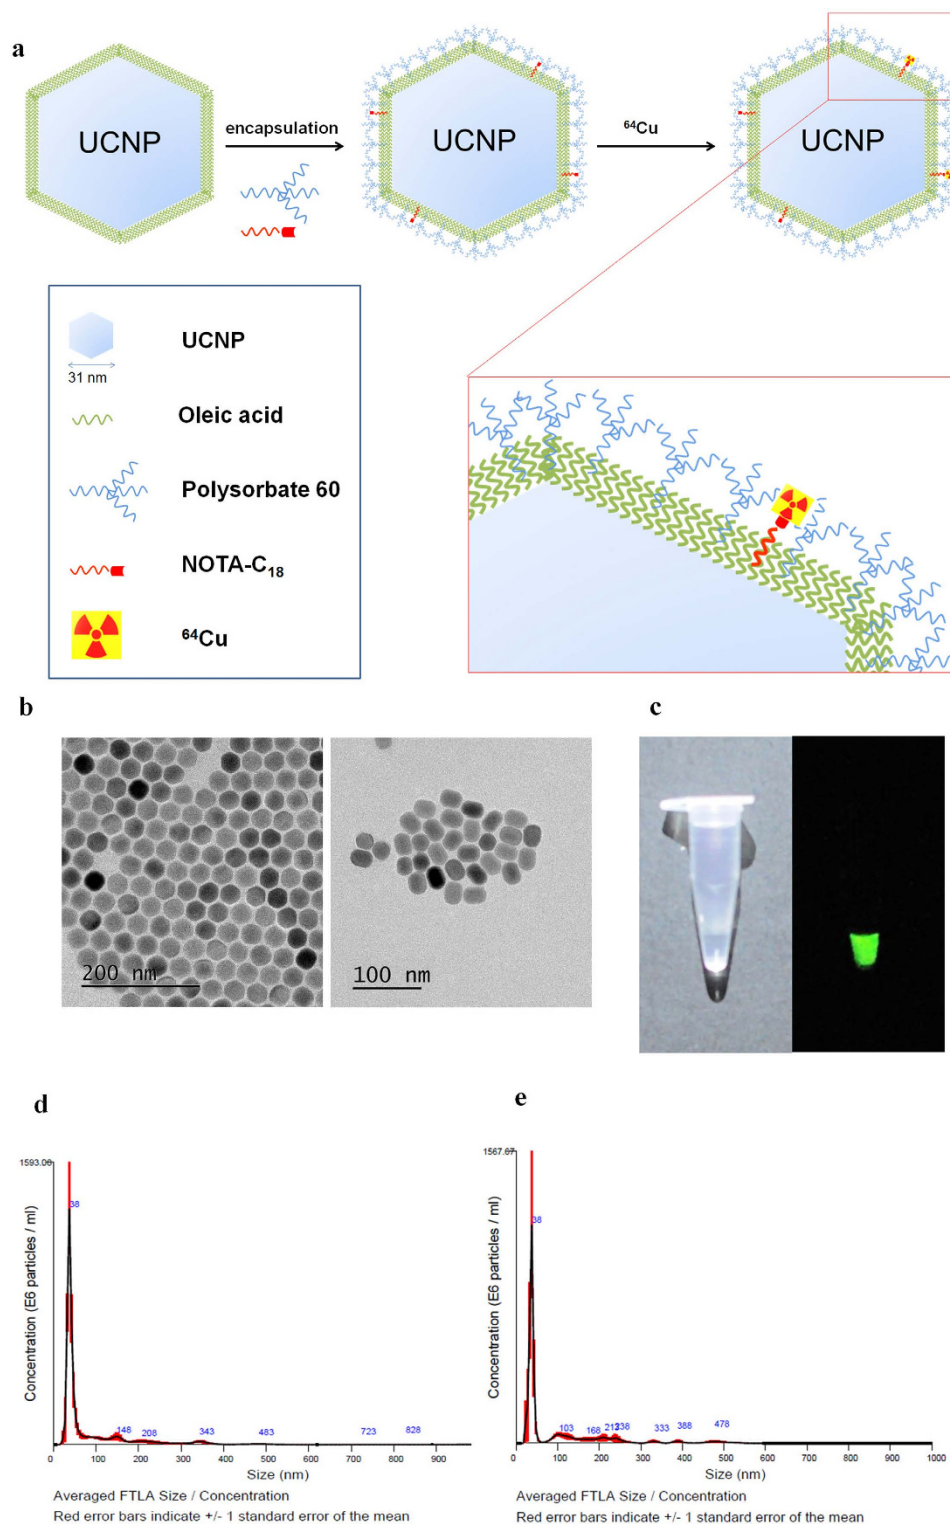 a
UCNP
encapsulation
UCNP
⁶⁴Cu
UCNP
UCNP
31 nm
Oleic acid
Polysorbate 60
NOTA-C₁₈
⁶⁴Cu
b
c
200 nm
100 nm
d
e
1593.06
38
148
208
343
483
723
828
Concentration (E6 particles / ml)
0
100
200
300
400
500
600
700
800
900
Size (nm)
Averaged FTLA Size / Concentration
Red error bars indicate +/- 1 standard error of the mean
1567.67
38
103
168
213
238
333
388
478
Concentration (E6 particles / ml)
0
100
200
300
400
500
600
700
800
900
1000
Size (nm)
Averaged FTLA Size / Concentration
Red error bars indicate +/- 1 standard error of the mean